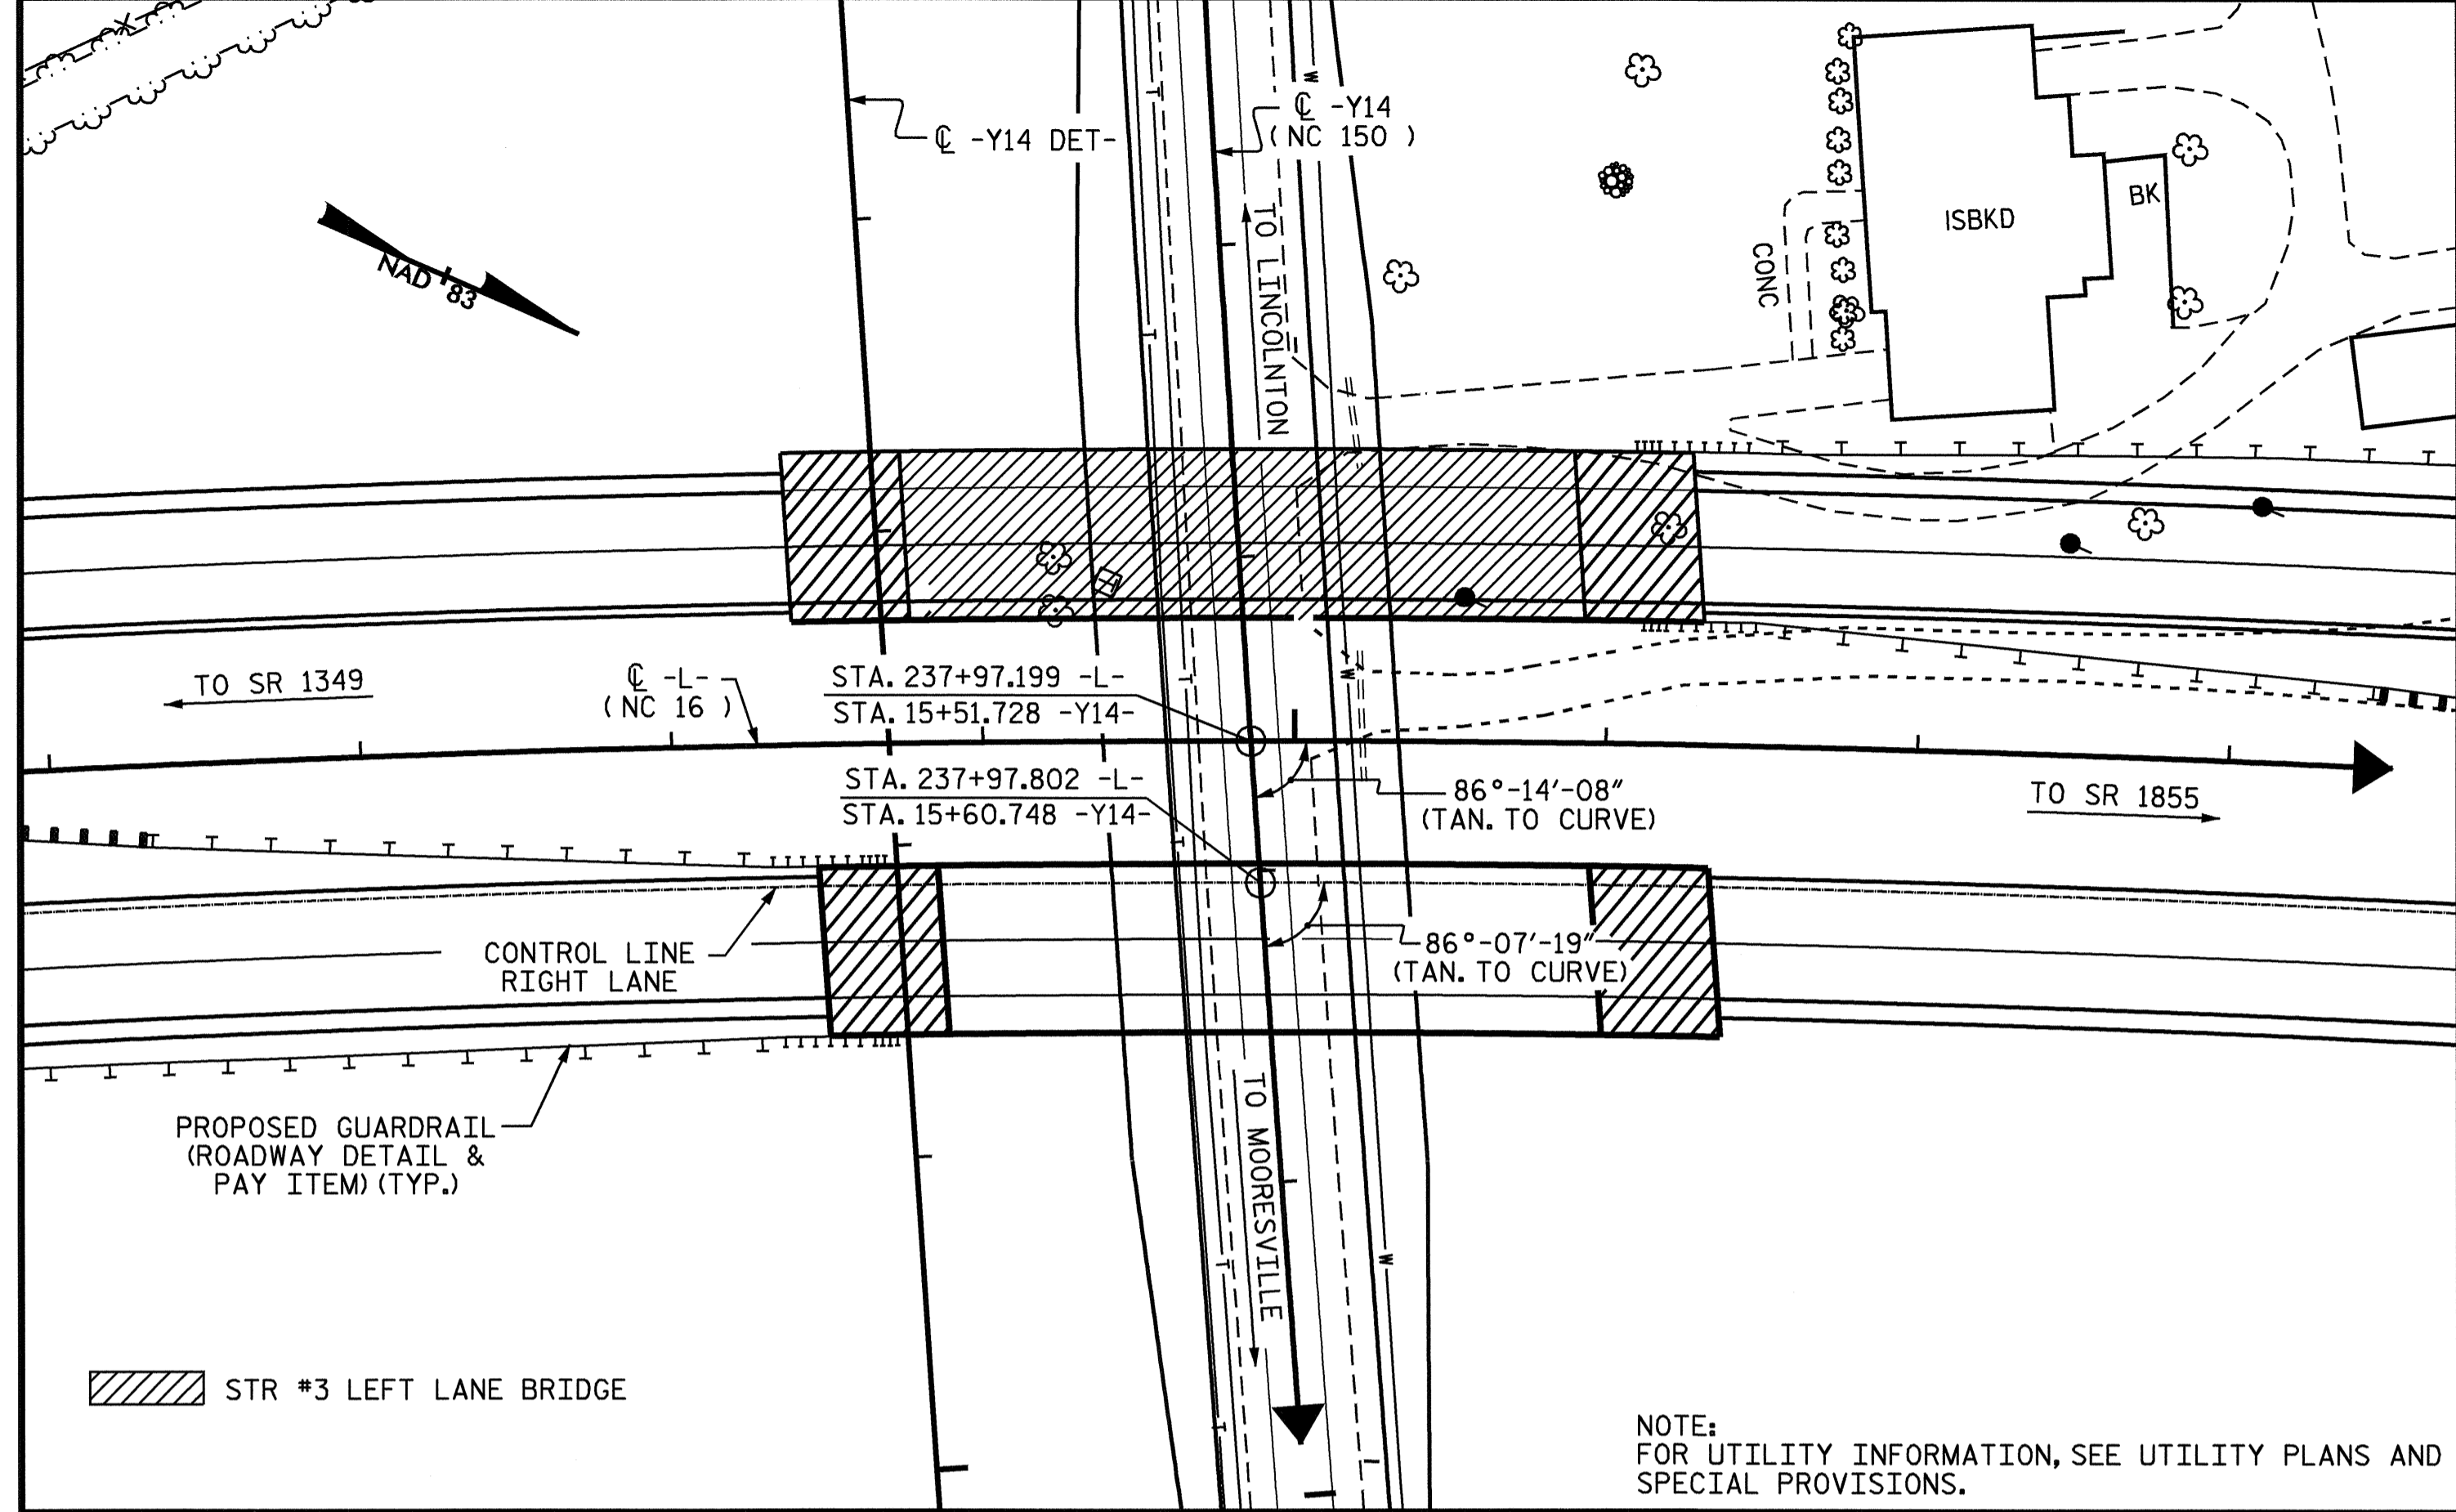 ℄ -Y14 DET-
℄ -Y14
( NC 150 )
W
T
NAD '83
TO LINCOLNTON
CONC
ISBKD
BK
T
TO SR 1349
℄ -L-
( NC 16 )
STA. 237+97.199 -L-
STA. 15+51.728 -Y14-
W
T
STA. 237+97.802 -L-
STA. 15+60.748 -Y14-
86°-14'-08"
(TAN. TO CURVE)
TO SR 1855
T
CONTROL LINE
RIGHT LANE
86°-07'-19"
(TAN. TO CURVE)
PROPOSED GUARDRAIL
(ROADWAY DETAIL &
PAY ITEM) (TYP.)
TO MOORESVILLE
T
W
STR #3 LEFT LANE BRIDGE
T
NOTE:
FOR UTILITY INFORMATION, SEE UTILITY PLANS AND
SPECIAL PROVISIONS.